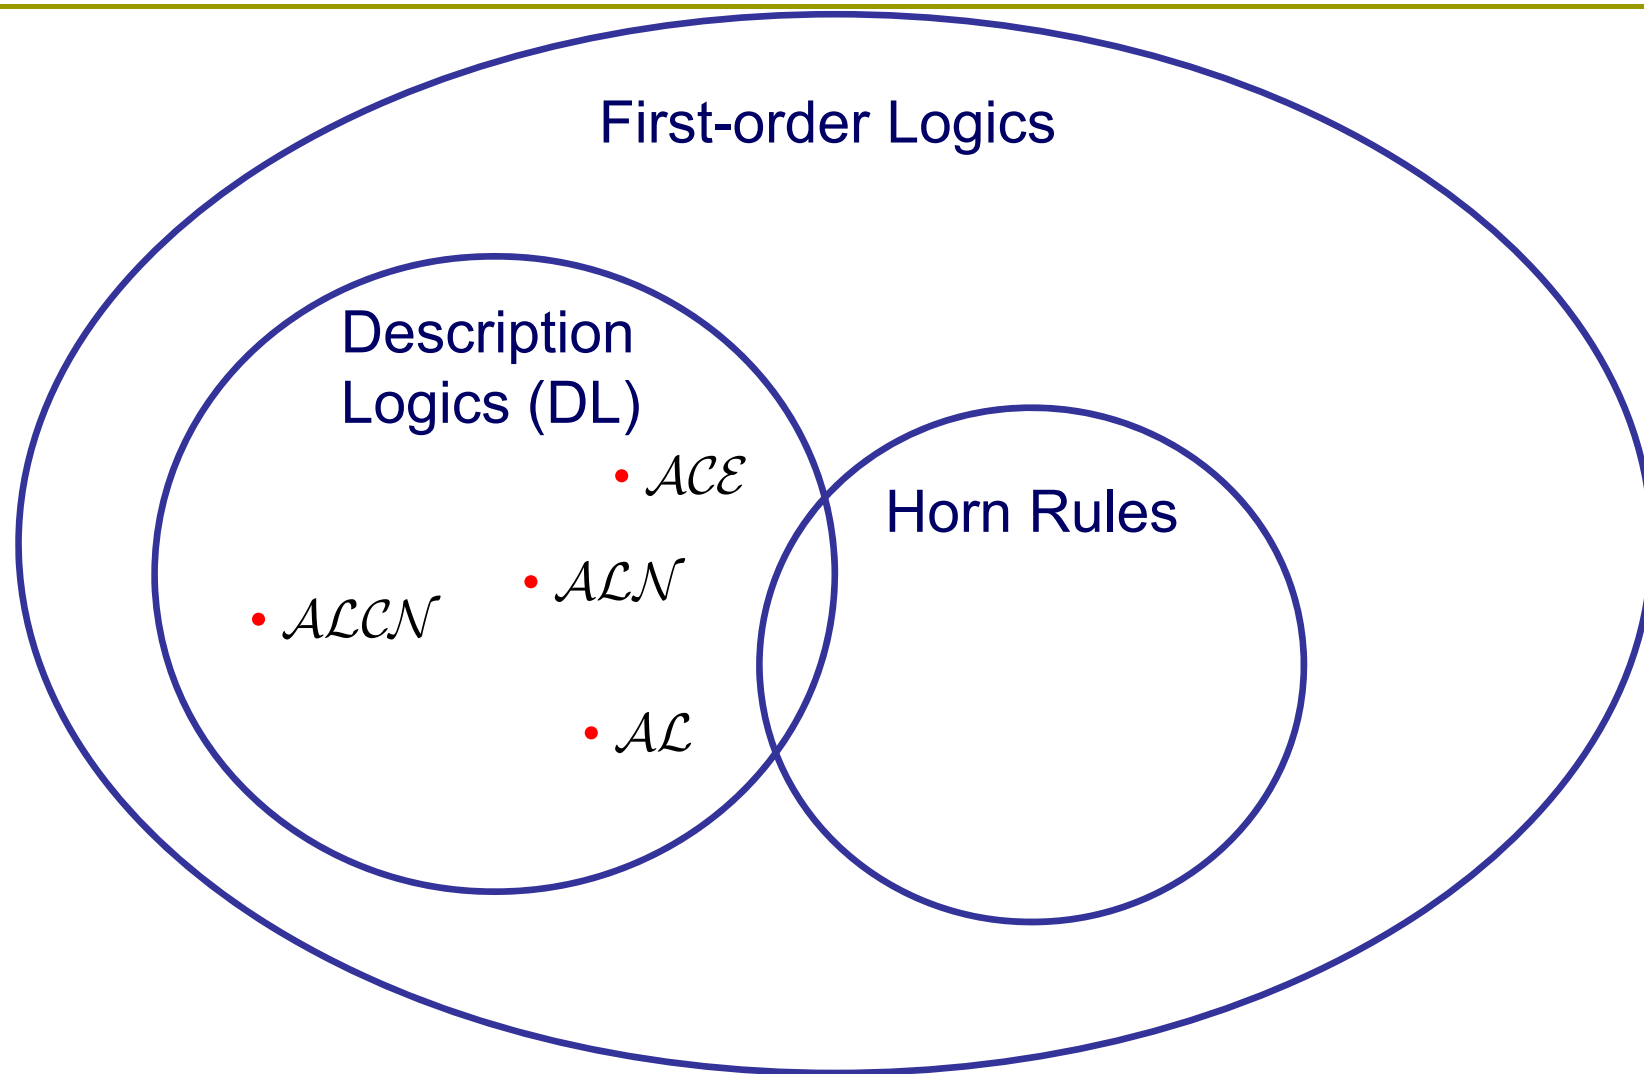 First-order Logics
Description
Logics (DL)
• ACE
Horn Rules
• ALN
• ALCN
• AL